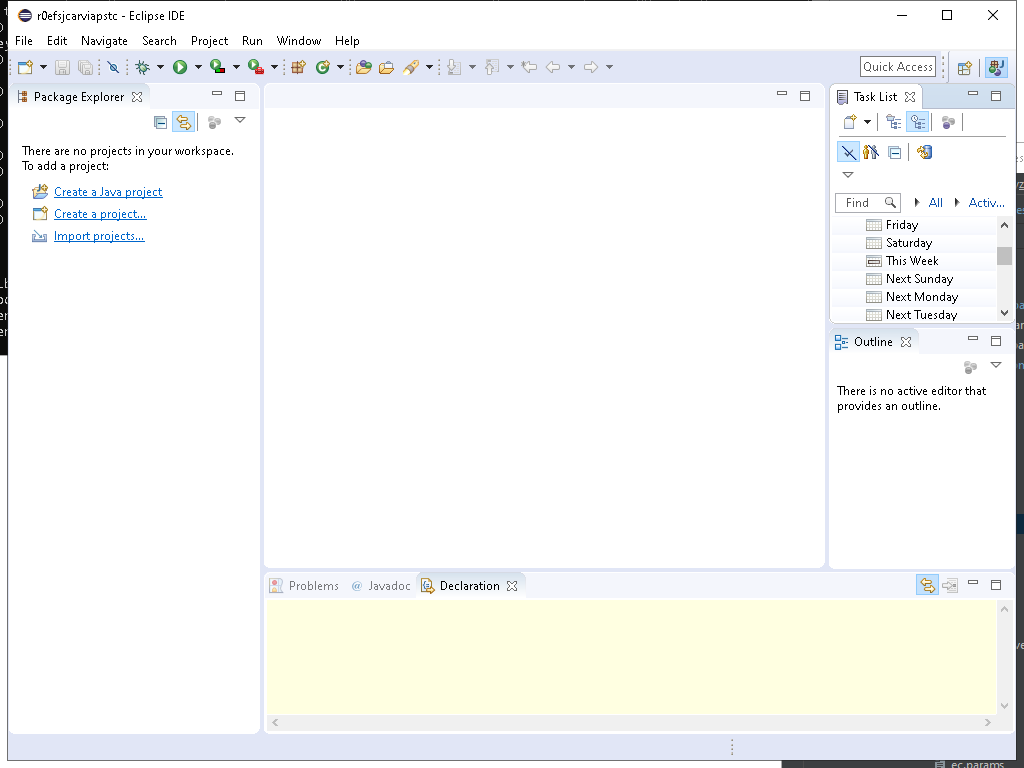 r0efsjcarviapstc - Eclipse IDE
File Edit Navigate Search Project Run Window Help
Quick Access
Package Explorer
There are no projects in your workspace.
To add a project:
Create a Java project
Create a project...
Import projects...
Task List
Find
All
Activ...
Friday
Saturday
This Week
Next Sunday
Next Monday
Next Tuesday
Outline
There is no active editor that
provides an outline.
Problems
@ Javadoc
Declaration
ec.params